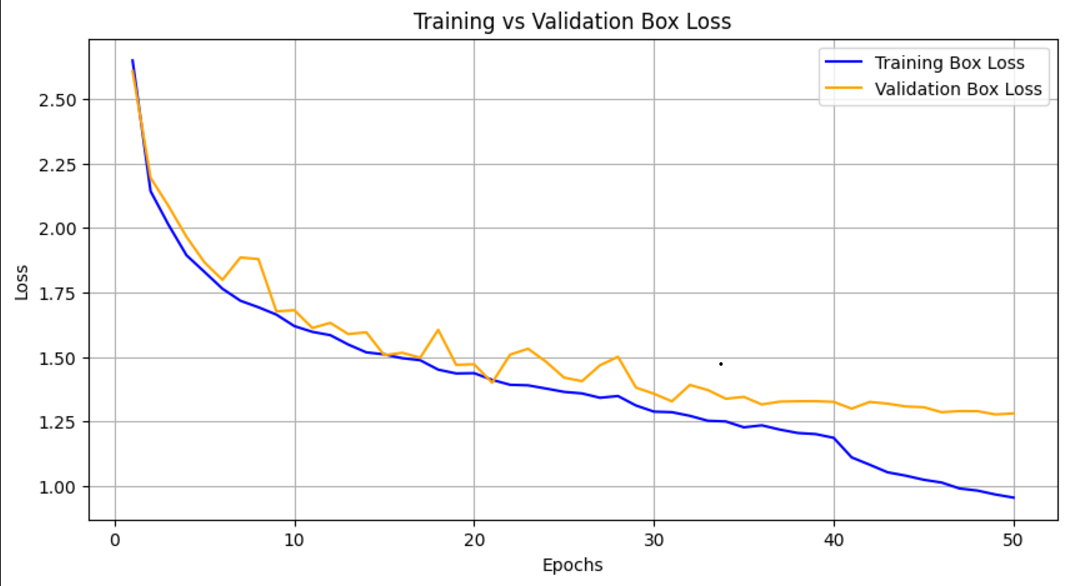 Training vs Validation Box Loss
Training Box Loss
Validation Box Loss
2.50
2.25
2.00
1.75
1.50
1.25
1.00
Loss
0 10 20 30 40 50
Epochs